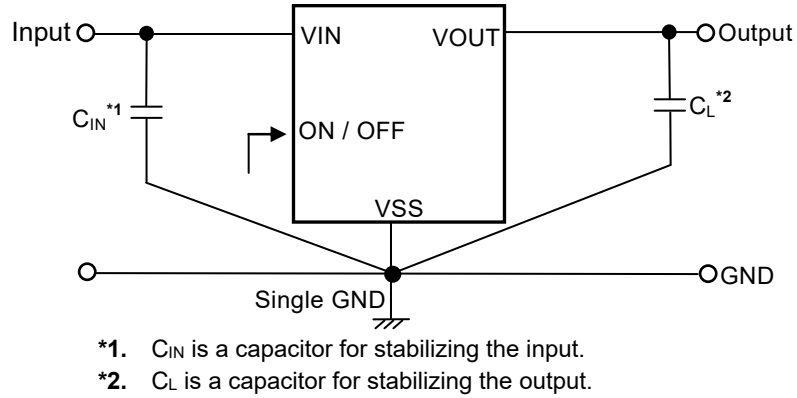 Input
VIN
VOUT
Output
CIN*1
CL*2
ON / OFF
VSS
GND
Single GND
*1. CIN is a capacitor for stabilizing the input.
*2. CL is a capacitor for stabilizing the output.